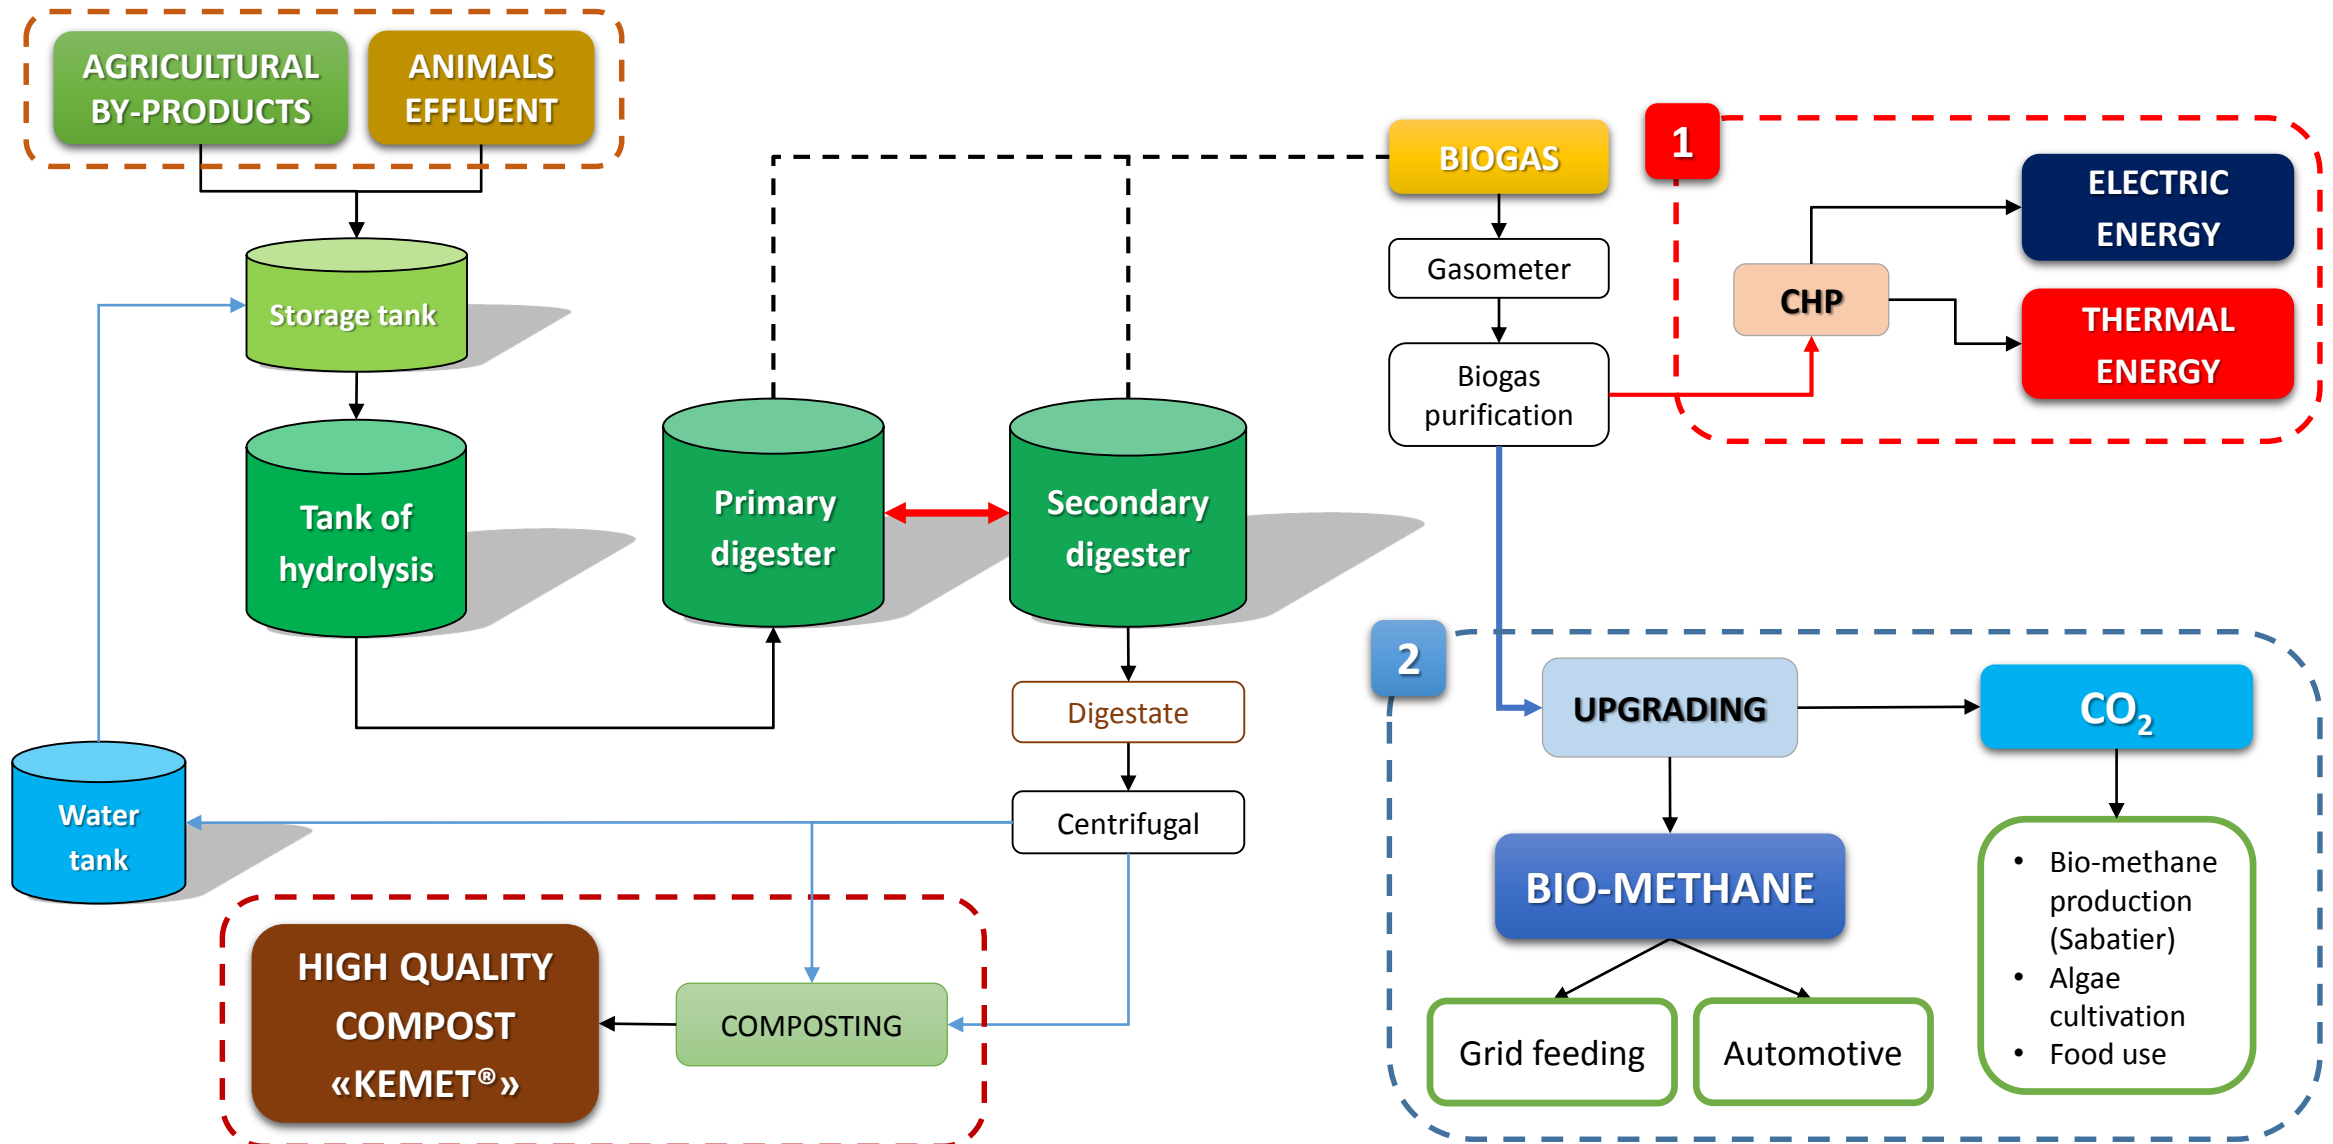 AGRICULTURAL
BY-PRODUCTS
ANIMALS
EFFLUENT
Storage tank
Tank of
hydrolysis
Primary
digester
Secondary
digester
Digestate
Centrifugal
Water
tank
COMPOSTING
HIGH QUALITY
COMPOST
«KEMET®»
BIOGAS
Gasometer
Biogas
purification
1
CHP
ELECTRIC
ENERGY
THERMAL
ENERGY
2
UPGRADING
CO₂
BIO-METHANE
Grid feeding
Automotive
• Bio-methane
production
(Sabatier)
• Algae
cultivation
• Food use